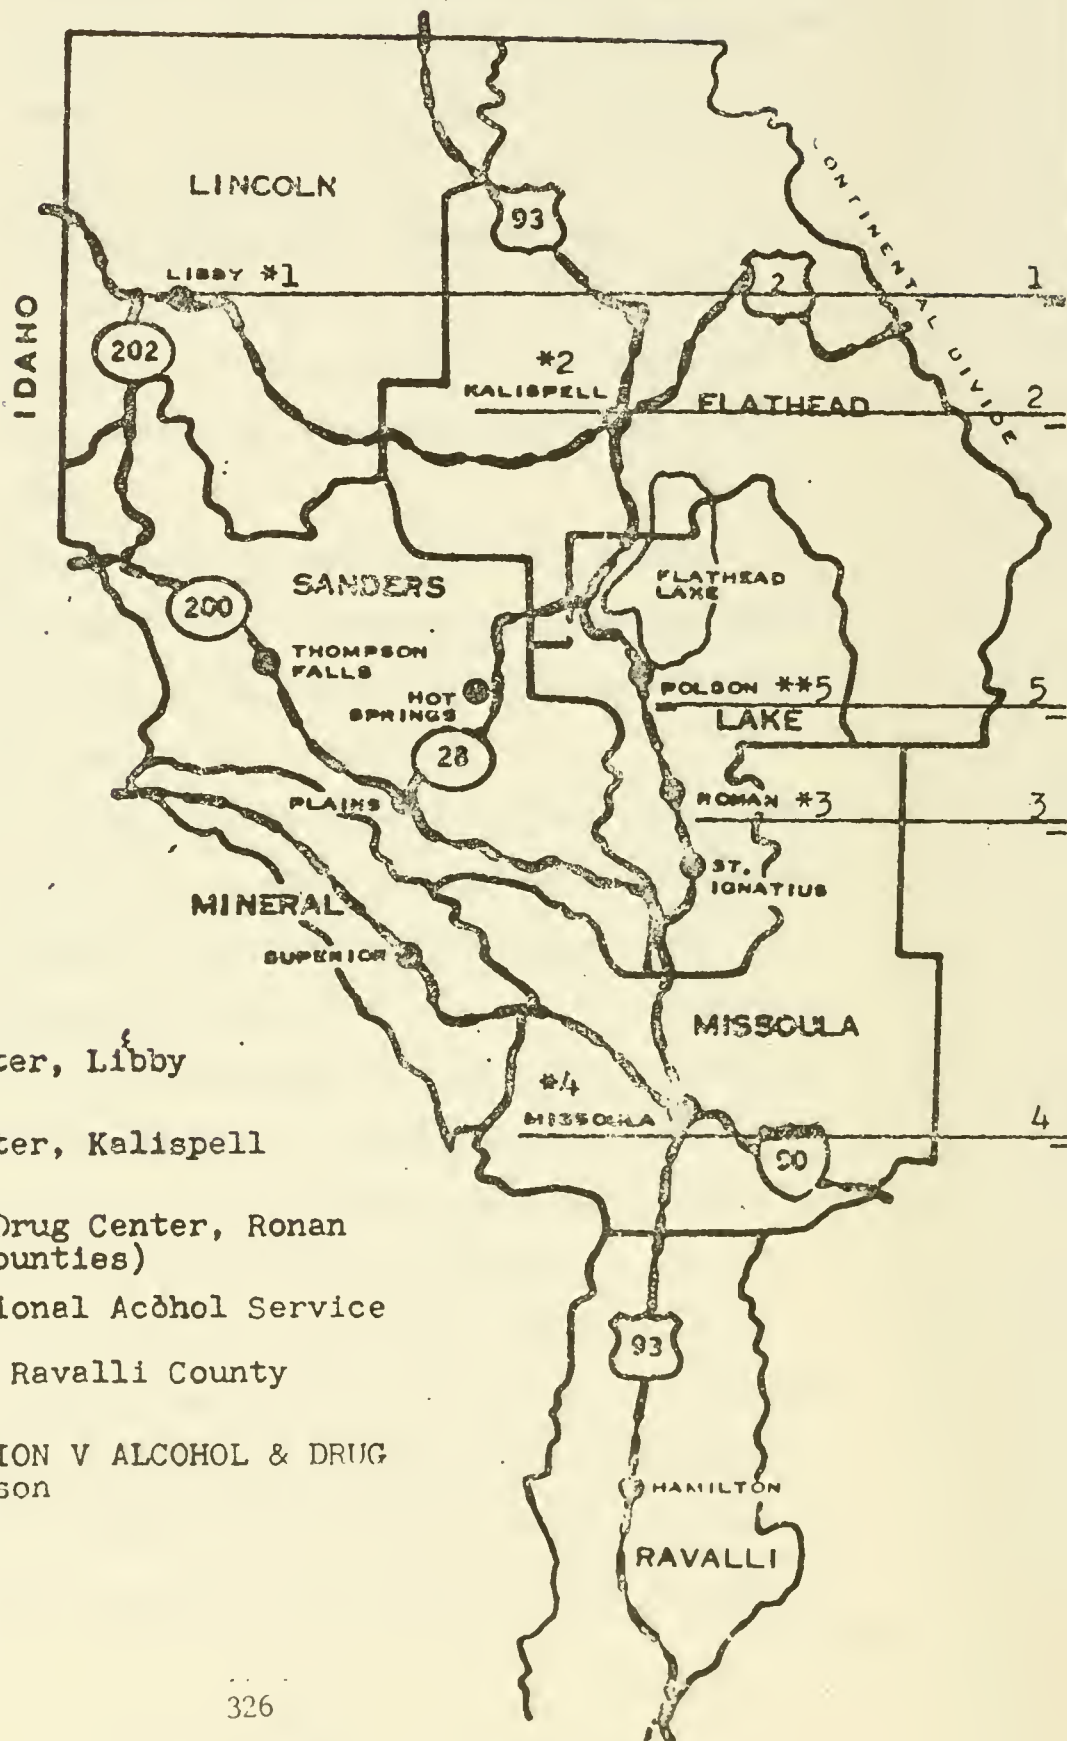 LINCOLN
93
CONTINENTAL DIVIDE
IDAHO
LIBBY *1
2
1
202
*2
KALISPELL
FLATHEAD
2
SANDERS
FLATHEAD
LAKE
200
THOMPSON
FALLS
HOT
SPRINGS
POLSON **5
5
LAKE
28
PLAINS
RONAN *3
3
ST.
IGNATIUS
MINERAL
SUPERIOR
MISSOULA
ter, Libby
*4
MISSOULA
4
ter, Kalispell
90
Drug Center, Ronan
ounties)
ional Acohol Service
93
Ravalli County
ION V ALCOHOL & DRUG
son
HAMILTON
RAVALLI
326